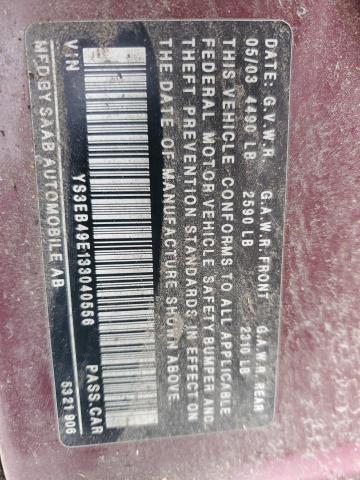 DATE: G.V.W.R. G.A.W.R:FRONT G.A.W.R.REAR
05/03 4490 LB 2590 LB 2310 LB
THIS VEHICLE CONFORMS TO ALL APPLICABLE
FEDERAL MOTOR VEHICLE SAFETY BUMPER AND
THEFT PREVENTION STANDARDS IN EFFECT ON
THE DATE OF MANUFACTURE SHOWN ABOVE.
VIN YS3EB49E133040556 PASS.CAR
MFD BY SAAB AUTOMOBILE AB 5321906